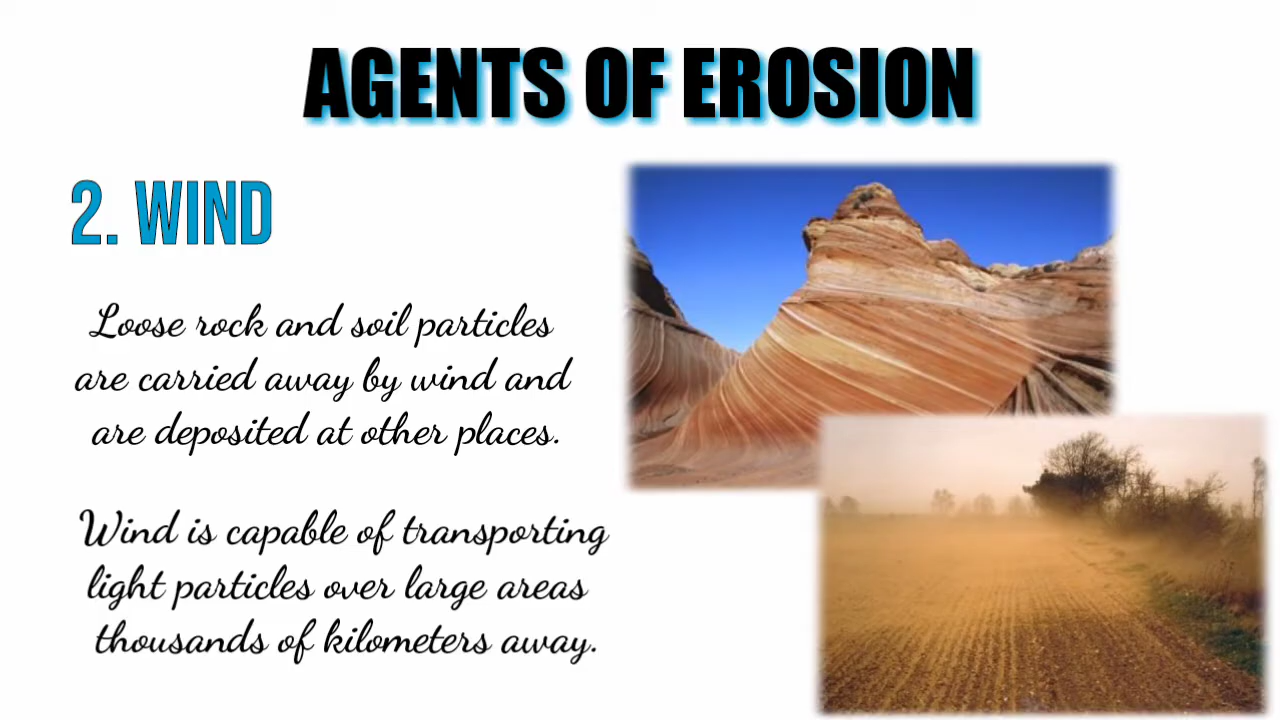 AGENTS OF EROSION
2. WIND
Loose rock and soil particles
are carried away by wind and
are deposited at other places.
Wind is capable of transporting
light particles over large areas
thousands of kilometers away.